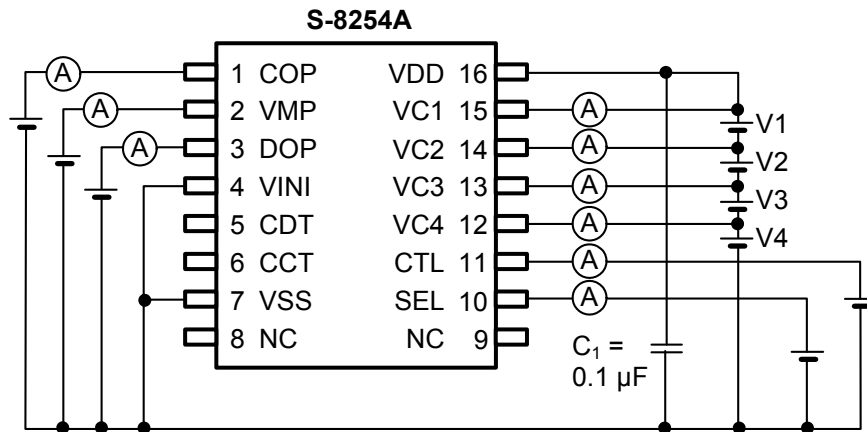 S-8254A
A 1 COP VDD 16
A 2 VMP VC1 15 A V1
A 3 DOP VC2 14 A V2
4 VINI VC3 13 A V3
5 CDT VC4 12 A V4
6 CCT CTL 11 A
7 VSS SEL 10 A
8 NC NC 9
C1 =
0.1 µF